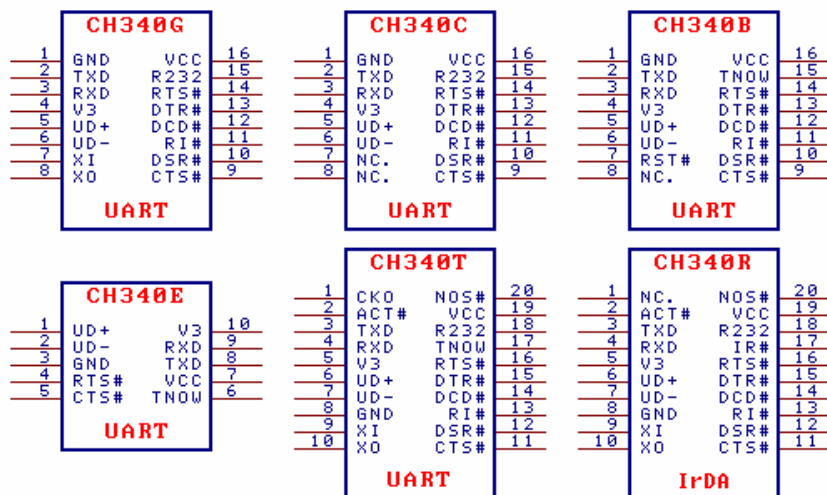 CH340G
1 GND VCC 16
2 TXD R232 15
3 RXD RTS# 14
4 V3 DTR# 13
5 UD+ DCD# 12
6 UD- RI# 11
7 XI DSR# 10
8 XO CTS# 9
UART
CH340C
1 GND VCC 16
2 TXD R232 15
3 RXD RTS# 14
4 V3 DTR# 13
5 UD+ DCD# 12
6 UD- RI# 11
7 NC. DSR# 10
8 NC. CTS# 9
UART
CH340B
1 GND VCC 16
2 TXD TNOW 15
3 RXD RTS# 14
4 V3 DTR# 13
5 UD+ DCD# 12
6 UD- RI# 11
7 RST# DSR# 10
8 NC. CTS# 9
UART
CH340E
1 UD+ V3 10
2 UD- RXD 9
3 GND TXD 8
4 RTS# VCC 7
5 CTS# TNOW 6
UART
CH340T
1 CKO NOS# 20
2 ACT# VCC 19
3 TXD R232 18
4 RXD TNOW 17
5 V3 RTS# 16
6 UD+ DTR# 15
7 UD- DCD# 14
8 GND RI# 13
9 XI DSR# 12
10 XO CTS# 11
UART
CH340R
1 NC. NOS# 20
2 ACT# VCC 19
3 TXD R232 18
4 RXD IR# 17
5 V3 RTS# 16
6 UD+ DTR# 15
7 UD- DCD# 14
8 GND RI# 13
9 XI DSR# 12
10 XO CTS# 11
IrDA